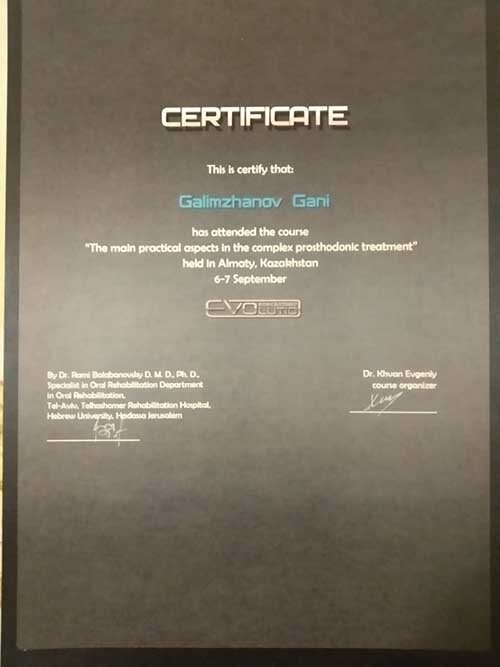 CERTIFICATE
This is certify that:
Galimzhanov Gani
has attended the course
"The main practical aspects in the complex prosthodonic treatment"
held in Almaty, Kazakhstan
6-7 September
EVOLUTIO
By Dr. Rami Balabanovsky D. M. D., Ph. D.,
Specialist in Oral Rehabilitation Department
in Oral Rehabilitation,
Tel-Aviv, Telhashomer Rehabilitation Hospital,
Hebrew University, Hadasa Jerusalem
Dr. Khvan Evgeniy
course organizer